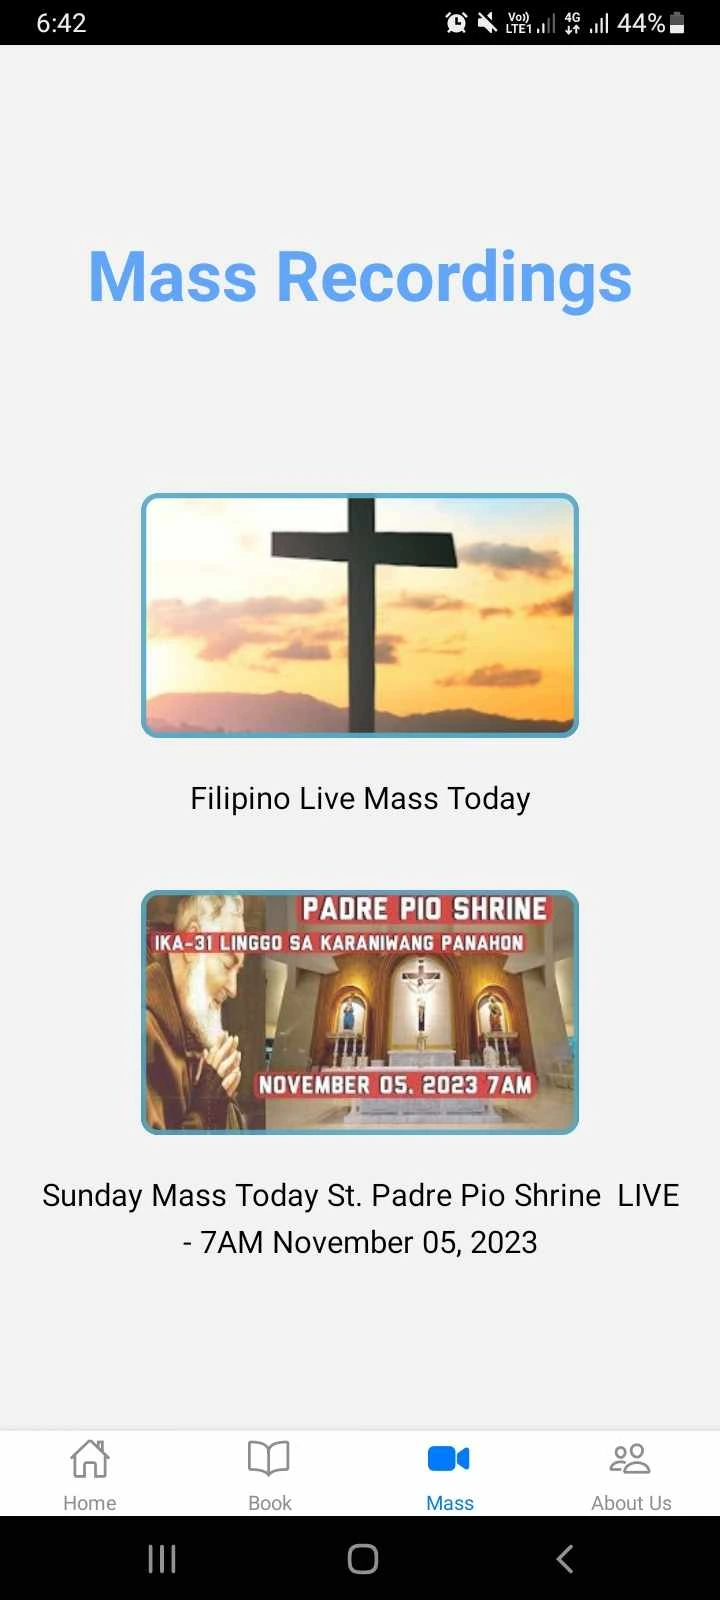 6:42
Vo))
LTE1
4G
44%
Mass Recordings
Filipino Live Mass Today
PADRE PIO SHRINE
IKA-31 LINGGO SA KARANIWANG PANAHON
NOVEMBER 05, 2023 7AM
Sunday Mass Today St. Padre Pio Shrine LIVE
- 7AM November 05, 2023
Home Book Mass About Us